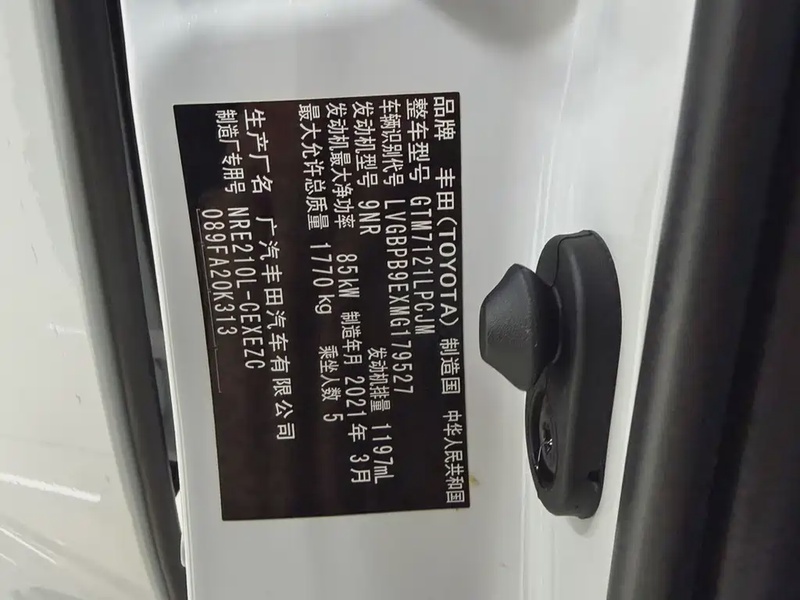 品牌 丰田(TOYOTA) 制造国 中华人民共和国
整车型号 GTM7121LPCJM
车辆识别代号 LVGBPB9EXMG179527
发动机型号 9NR 发动机排量 1197mL
发动机最大净功率 85kW 制造年月 2021年 3月
最大允许总质量 1770 kg 乘坐人数 5
生产厂名 广汽丰田汽车有限公司
制造厂专用号 NRE210L-CEXEZC
089FA20K313